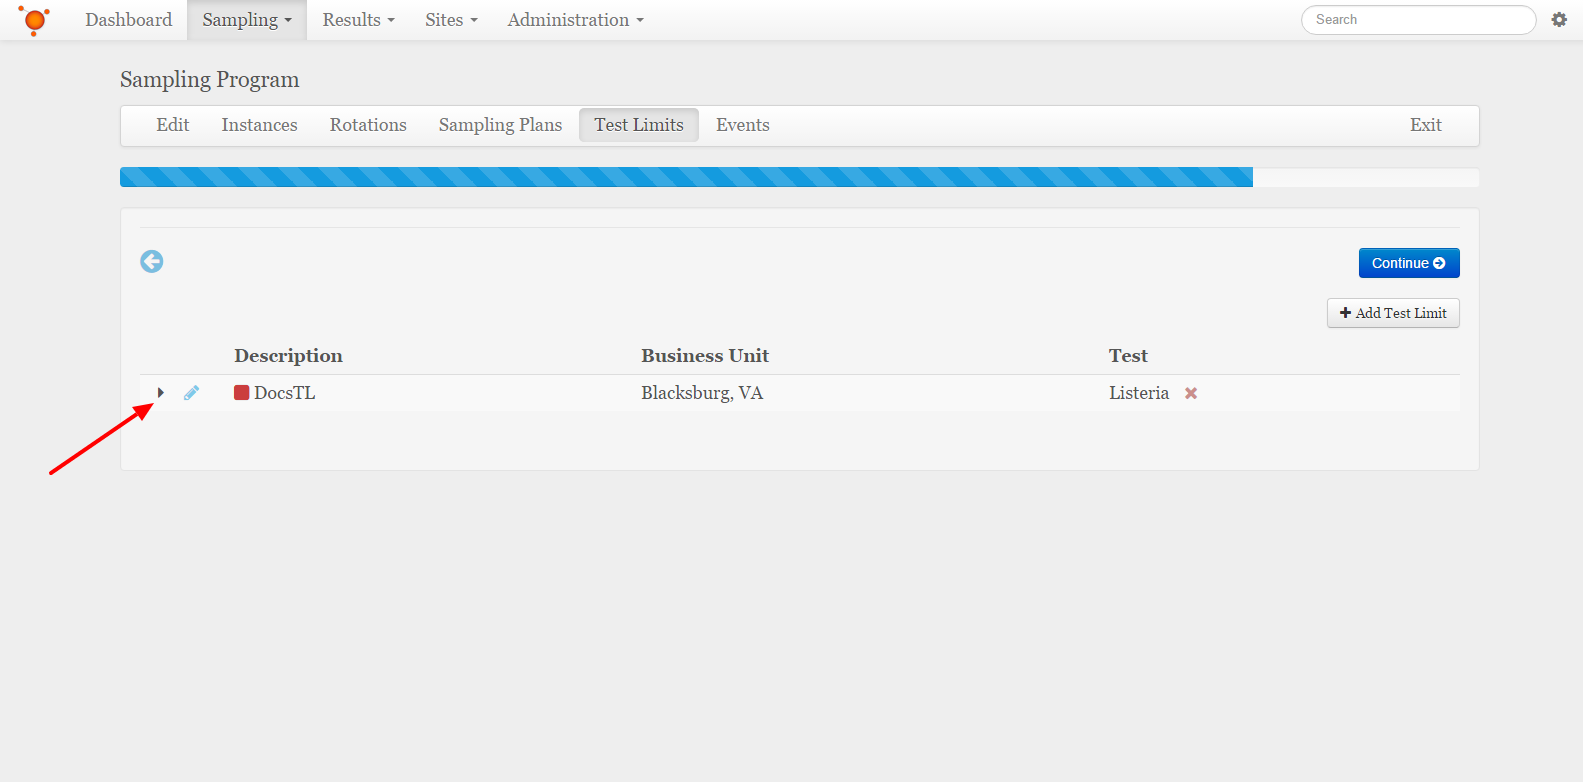 Dashboard Sampling Results Sites Administration Search
Sampling Program
Edit Instances Rotations Sampling Plans Test Limits Events Exit
Continue
Add Test Limit
Description Business Unit Test
DocsTL Blacksburg, VA Listeria